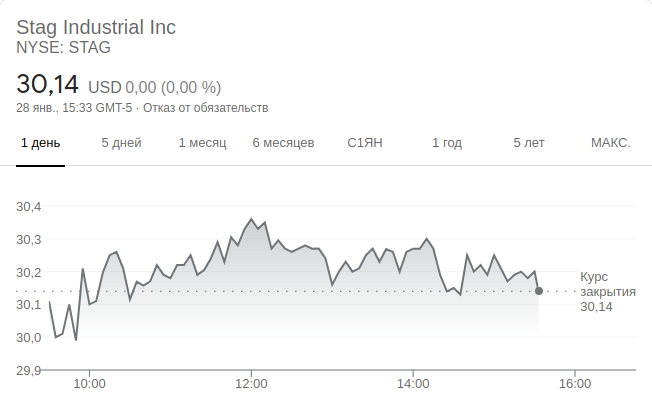 Stag Industrial Inc
NYSE: STAG
30,14 USD 0,00 (0,00 %)
28 янв., 15:33 GMT-5 · Отказ от обязательств
1 день 5 дней 1 месяц 6 месяцев С1ЯН 1 год 5 лет МАКС.
30,4
30,3
30,2
30,1
30,0
29,9
Курс
закрытия
30,14
10:00 12:00 14:00 16:00